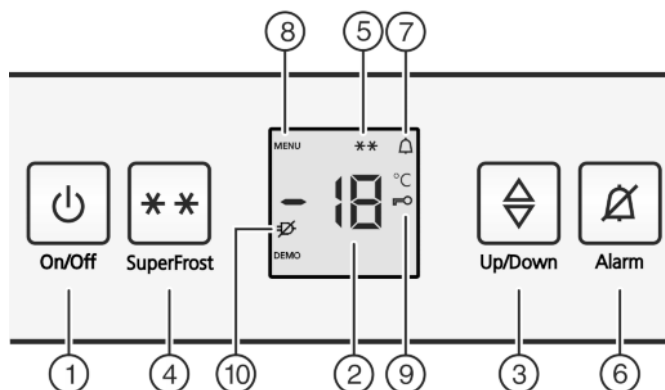 8 5 7
MENU
°C
-18
DEMO
On/Off SuperFrost Up/Down Alarm
1 4 10 2 9 3 6